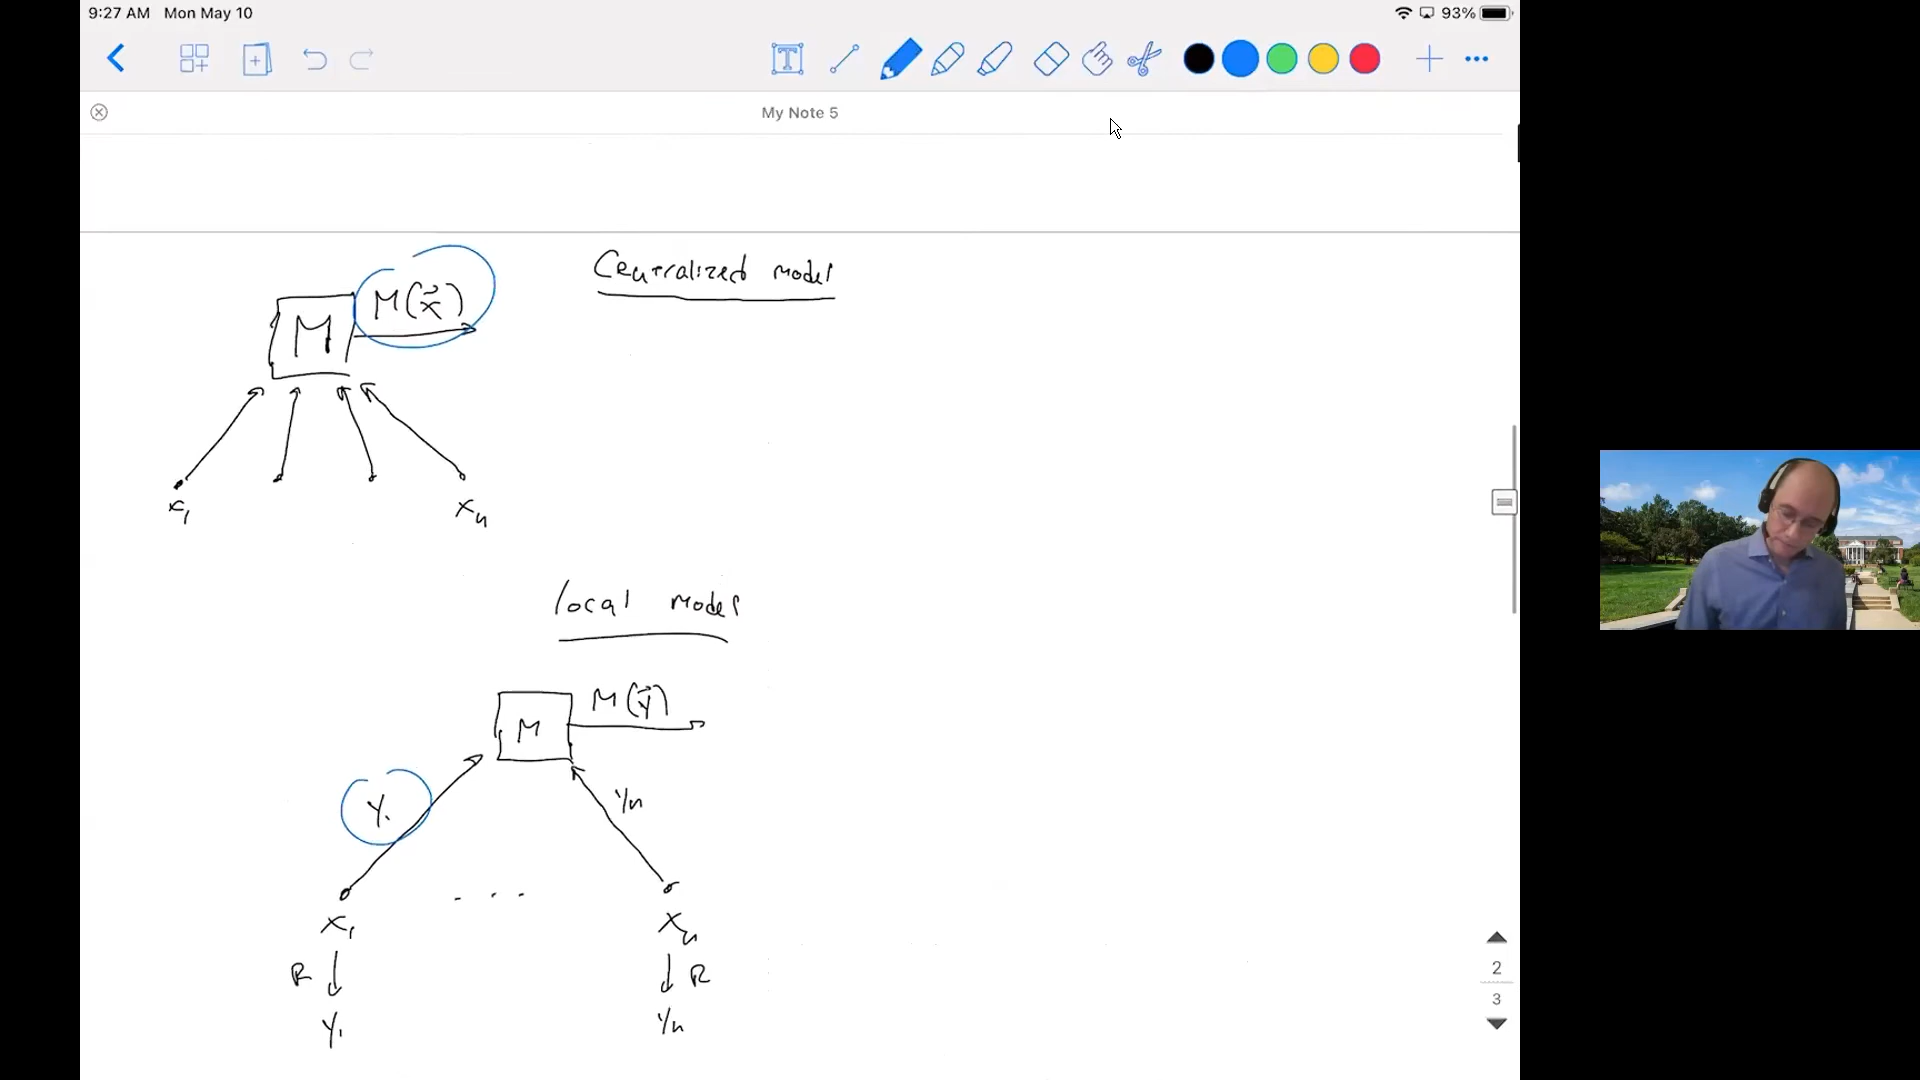 9:27 AM Mon May 10
93%
T
My Note 5
Centralized model
M(x⃗)
M
x₁
xₙ
local model
M(y⃗)
M
y₁
yₙ
x₁
xₙ
R
R
y₁
yₙ
2
3